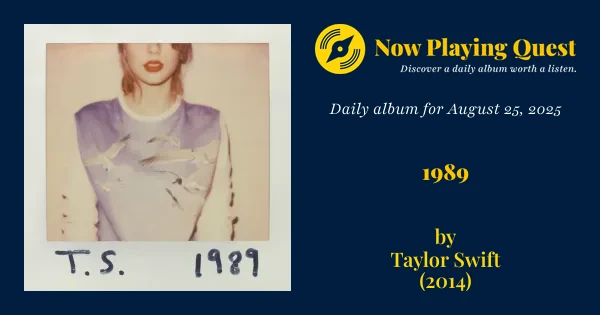 T.S. 1989
Now Playing Quest
Discover a daily album worth a listen.
Daily album for August 25, 2025
1989
by
Taylor Swift
(2014)